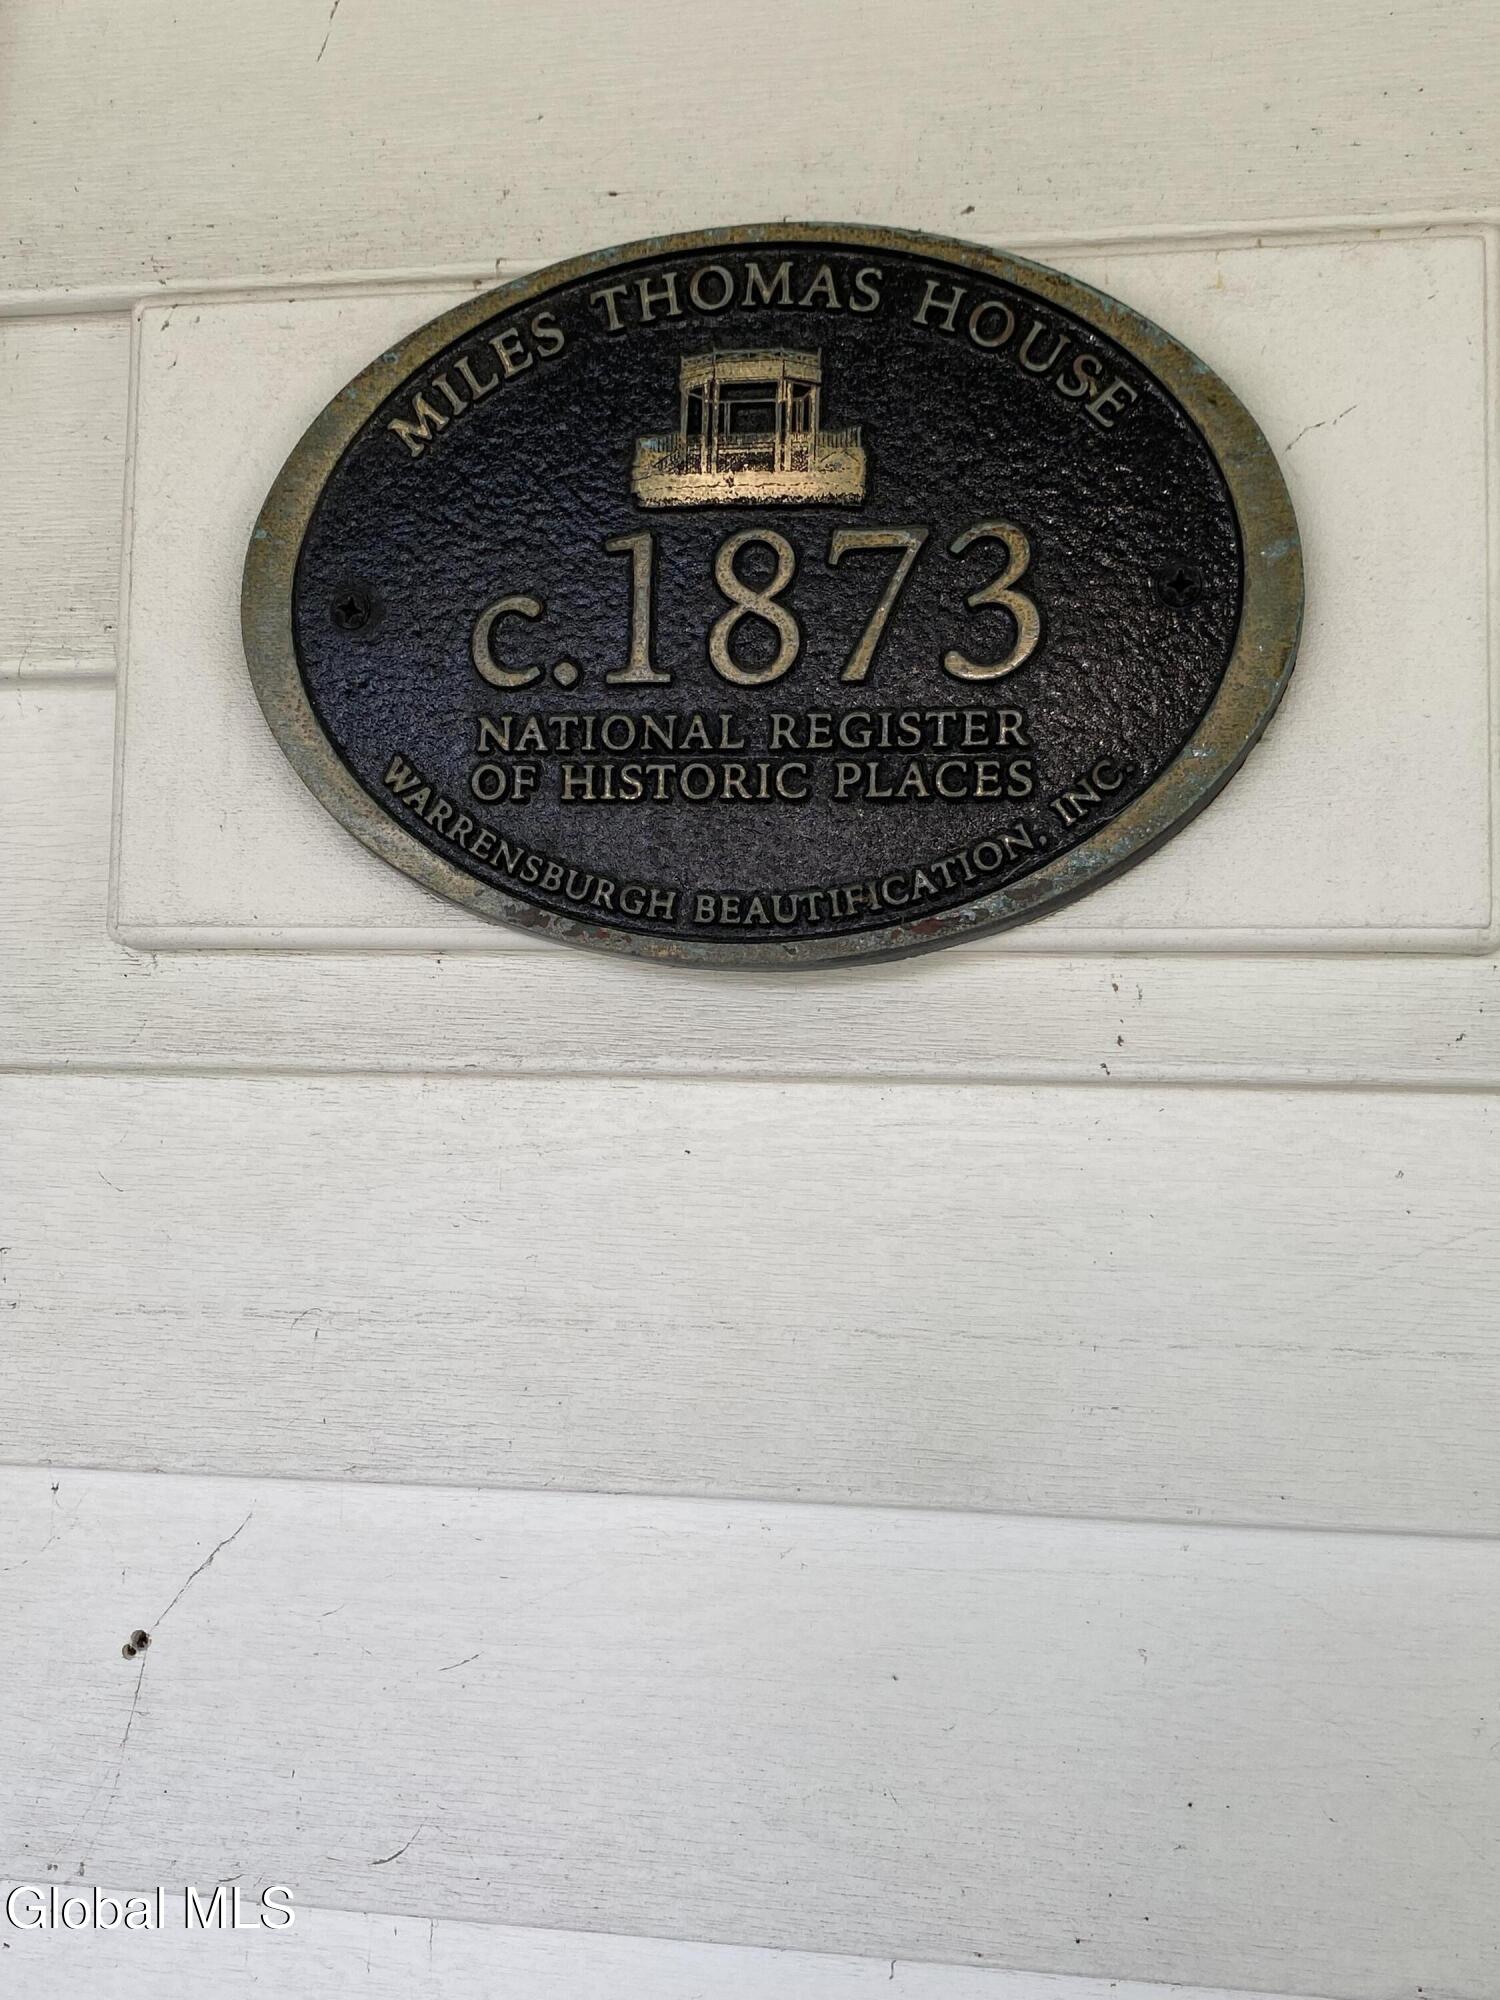 MILES THOMAS HOUSE
c.1873
NATIONAL REGISTER
OF HISTORIC PLACES
WARRENSBURGH BEAUTIFICATION, INC.
Global MLS